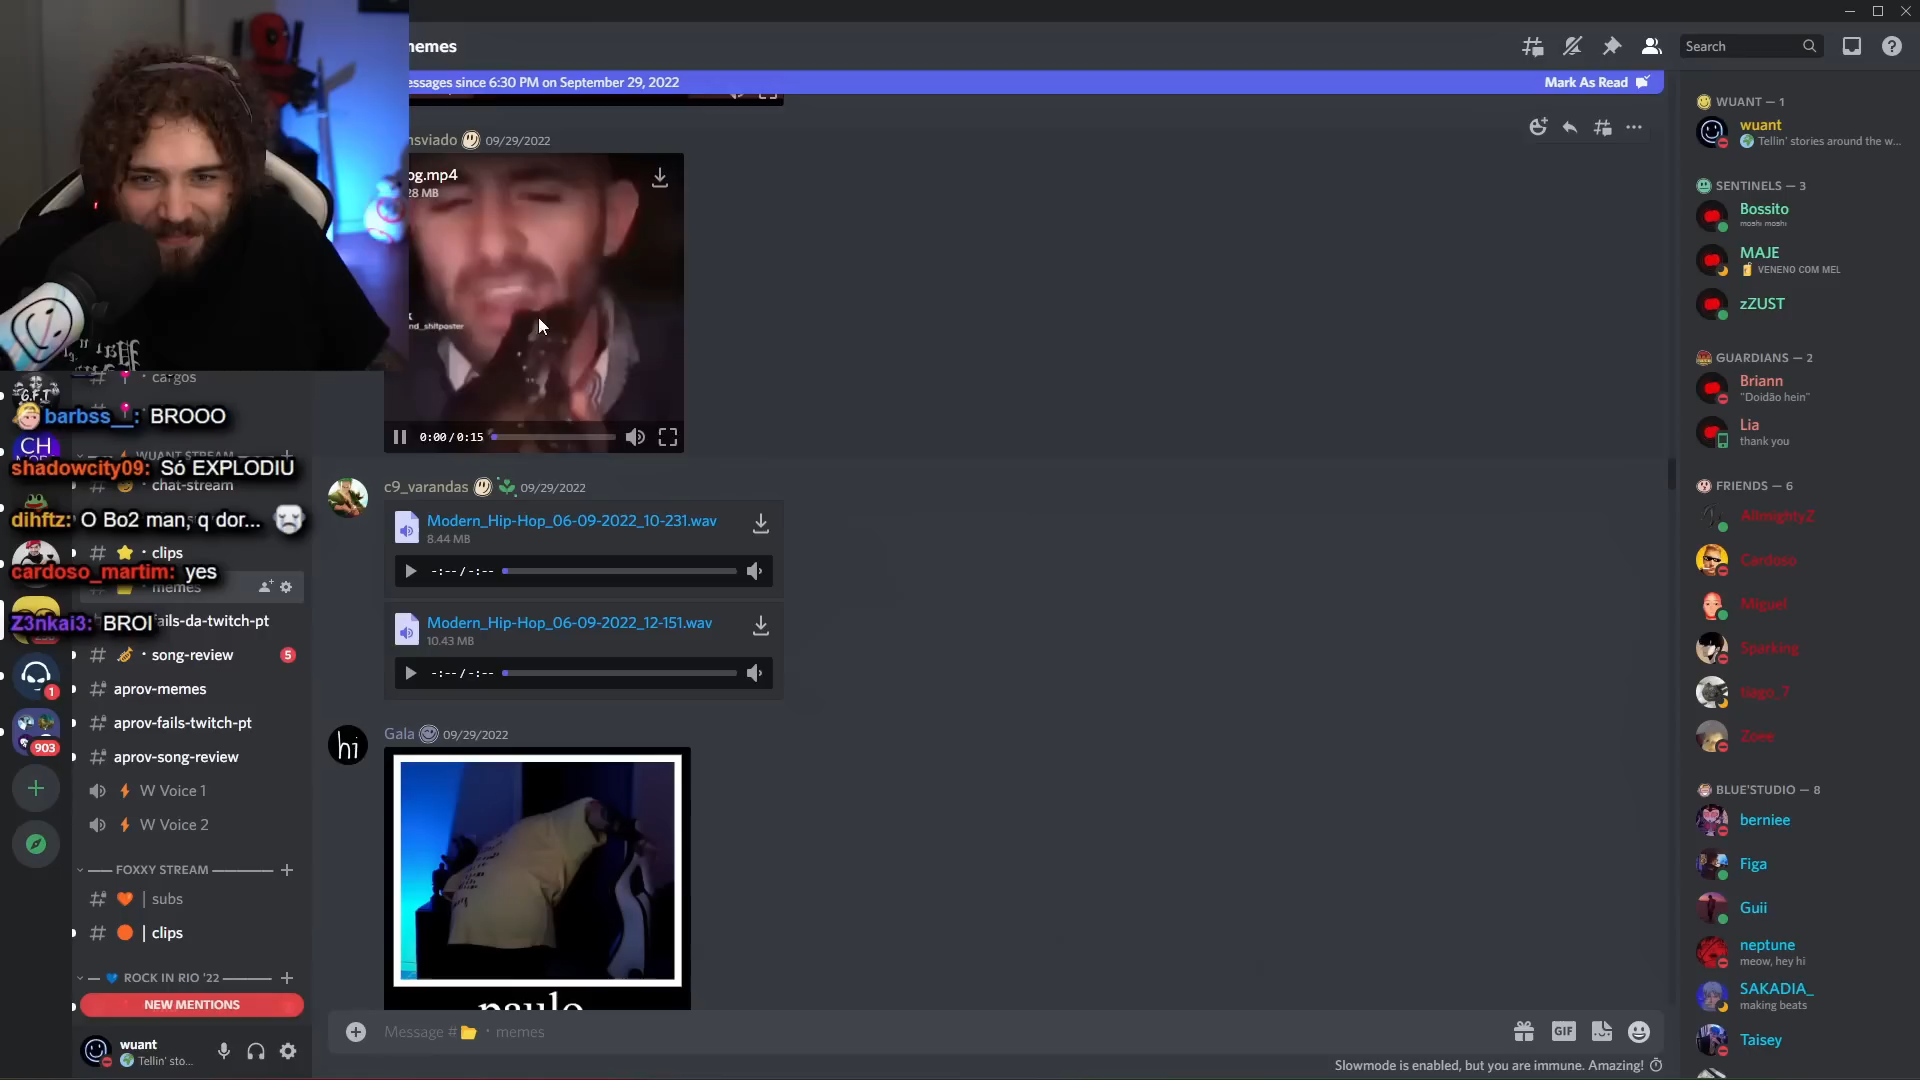 emes
essages since 6:30 PM on September 29, 2022
Mark As Read
Search
nsviado 09/29/2022
og.mp4
28 MB
nd_shitposter
0:00/0:15
c9_varandas 09/29/2022
Modern_Hip-Hop_06-09-2022_10-231.wav
8.44 MB
-:--/-:--
Modern_Hip-Hop_06-09-2022_12-151.wav
10.43 MB
-:--/-:--
hi
Gala 09/29/2022
paulo
Message # · memes
GIF
Slowmode is enabled, but you are immune. Amazing!
cargos
G.F.T
barbss__: BROOO
CH
WUANT STREAM
shadowcity09: Só EXPLODIU
chat-stream
dihftz: O Bo2 man, q dor...
clips
cardoso_martim: yes
memes
Z3nkai3: BROI
fails-da-twitch-pt
song-review 5
aprov-memes
1
aprov-fails-twitch-pt
903
aprov-song-review
W Voice 1
W Voice 2
FOXXY STREAM
| subs
| clips
ROCK IN RIO '22
NEW MENTIONS
wuant
Tellin' sto...
WUANT — 1
wuant
Tellin' stories around the w...
SENTINELS — 3
Bossito
moshi moshi
MAJE
VENENO COM MEL
zZUST
GUARDIANS — 2
Briann
"Doidão hein"
Lia
thank you
FRIENDS — 6
AllmightyZ
Cardoso
Miguel
Sparking
tiago_7
Zoee
BLUE'STUDIO — 8
berniee
Figa
Guii
neptune
meow, hey hi
SAKADIA_
making beats
Taisey